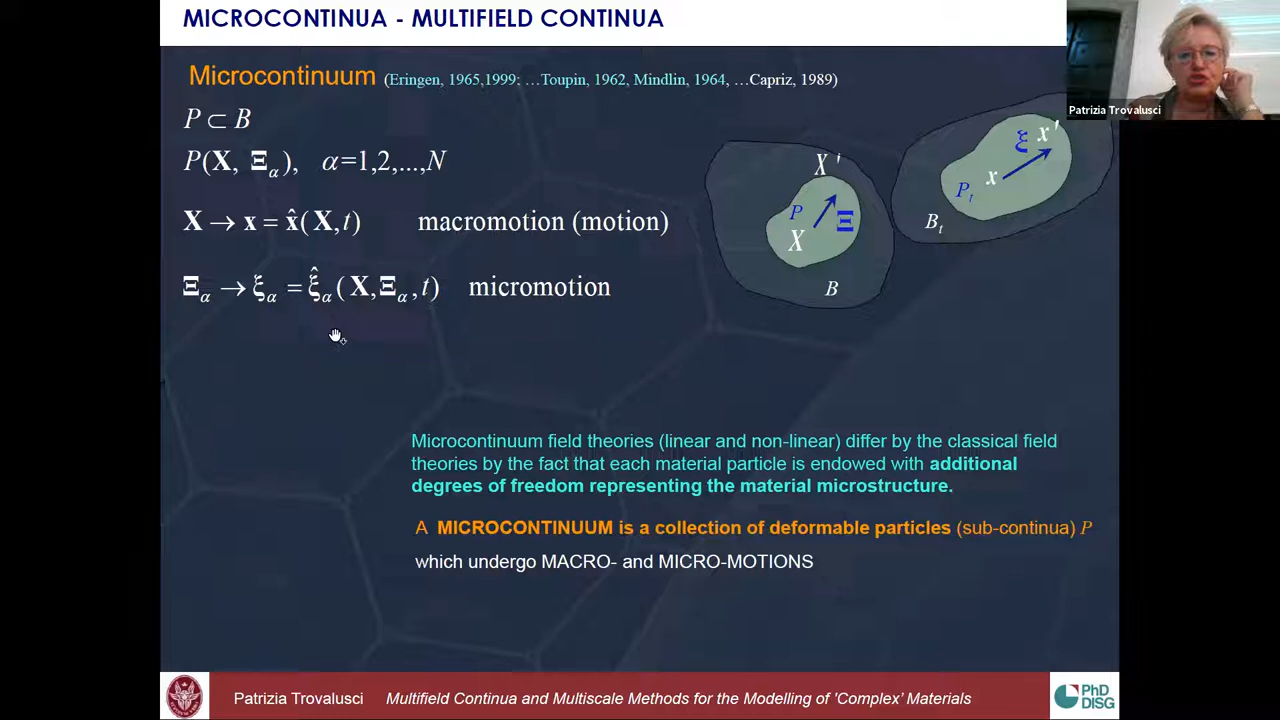 MICROCONTINUA - MULTIFIELD CONTINUA
Microcontinuum (Eringen, 1965,1999; …Toupin, 1962, Mindlin, 1964, …Capriz, 1989)
P ⊂ B
P(X, Ξα), α=1,2,...,N
X → x = x̂(X,t) macromotion (motion)
Ξα → ξα = ξ̂α(X,Ξα,t) micromotion
X'
P
Ξ
X
B
ξ
x'
x
Pt
Bt
Patrizia Trovalusci
Microcontinuum field theories (linear and non-linear) differ by the classical field
theories by the fact that each material particle is endowed with additional
degrees of freedom representing the material microstructure.
A MICROCONTINUUM is a collection of deformable particles (sub-continua) P
which undergo MACRO- and MICRO-MOTIONS
Patrizia Trovalusci Multifield Continua and Multiscale Methods for the Modelling of 'Complex' Materials
PhD
DISG